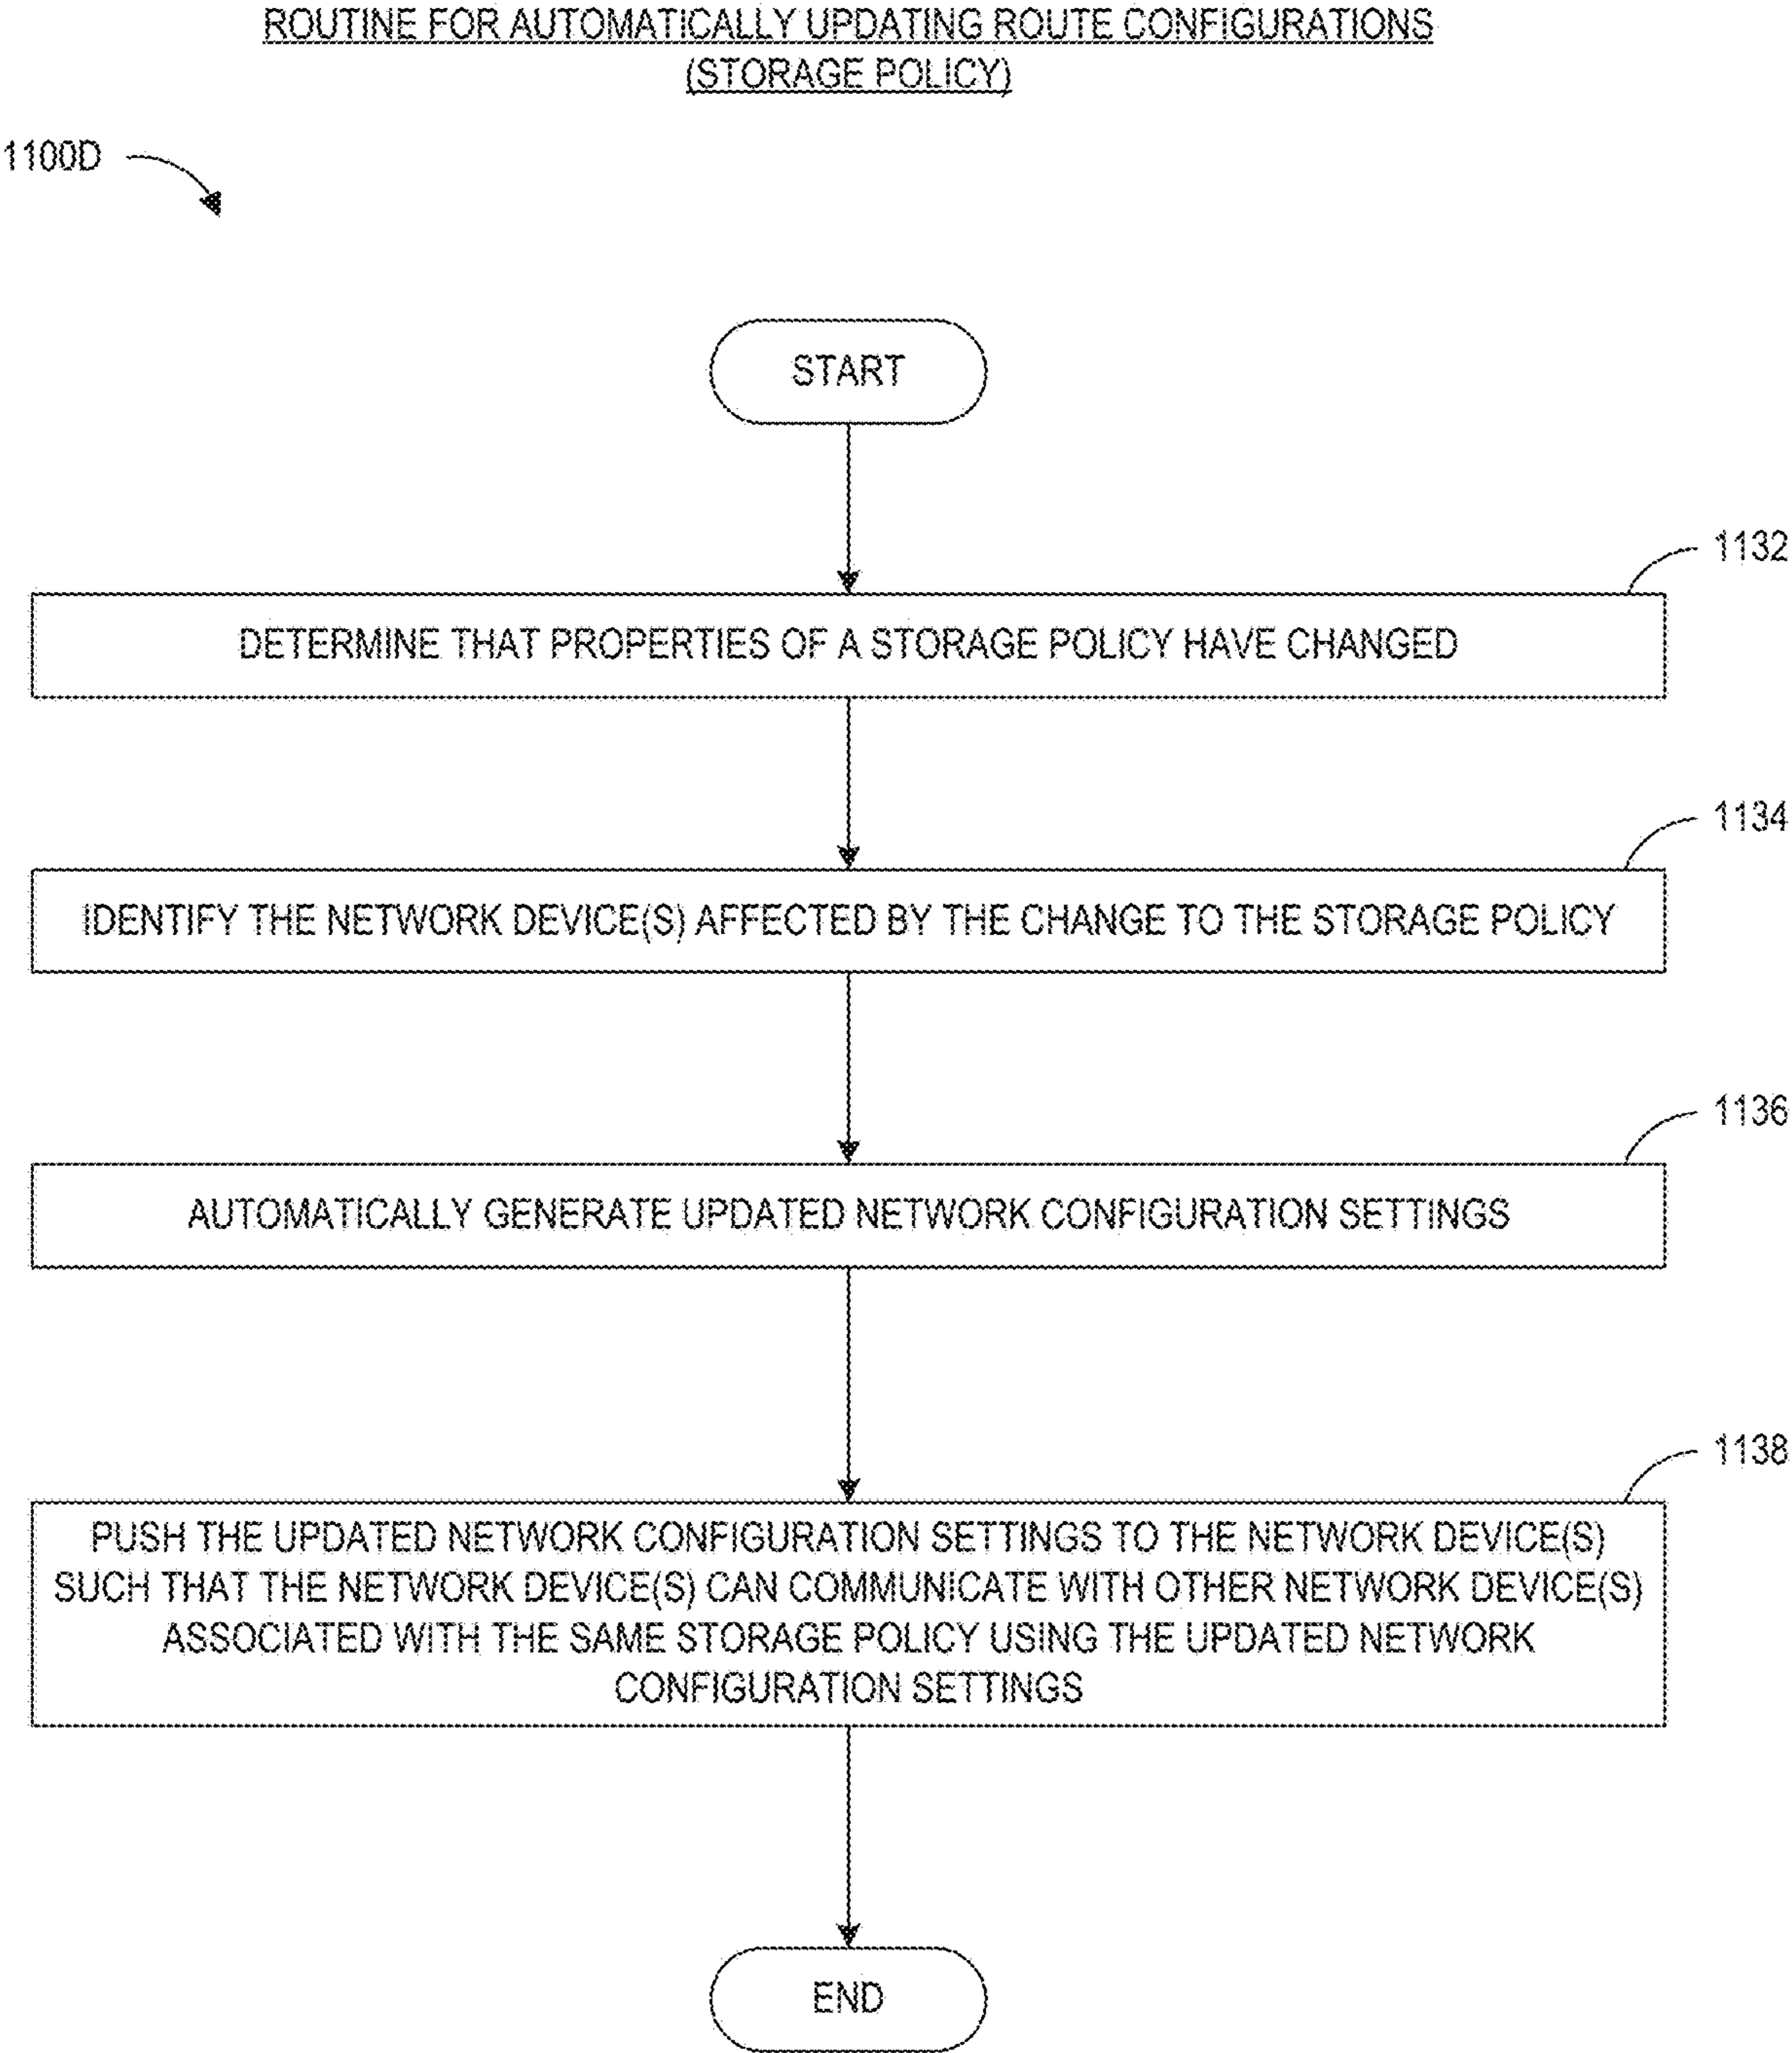 ROUTINE FOR AUTOMATICALLY UPDATING ROUTE CONFIGURATIONS
(STORAGE POLICY)
1100D
START
1132
DETERMINE THAT PROPERTIES OF A STORAGE POLICY HAVE CHANGED
1134
IDENTIFY THE NETWORK DEVICE(S) AFFECTED BY THE CHANGE TO THE STORAGE POLICY
1136
AUTOMATICALLY GENERATE UPDATED NETWORK CONFIGURATION SETTINGS
1138
PUSH THE UPDATED NETWORK CONFIGURATION SETTINGS TO THE NETWORK DEVICE(S)
SUCH THAT THE NETWORK DEVICE(S) CAN COMMUNICATE WITH OTHER NETWORK DEVICE(S)
ASSOCIATED WITH THE SAME STORAGE POLICY USING THE UPDATED NETWORK
CONFIGURATION SETTINGS
END